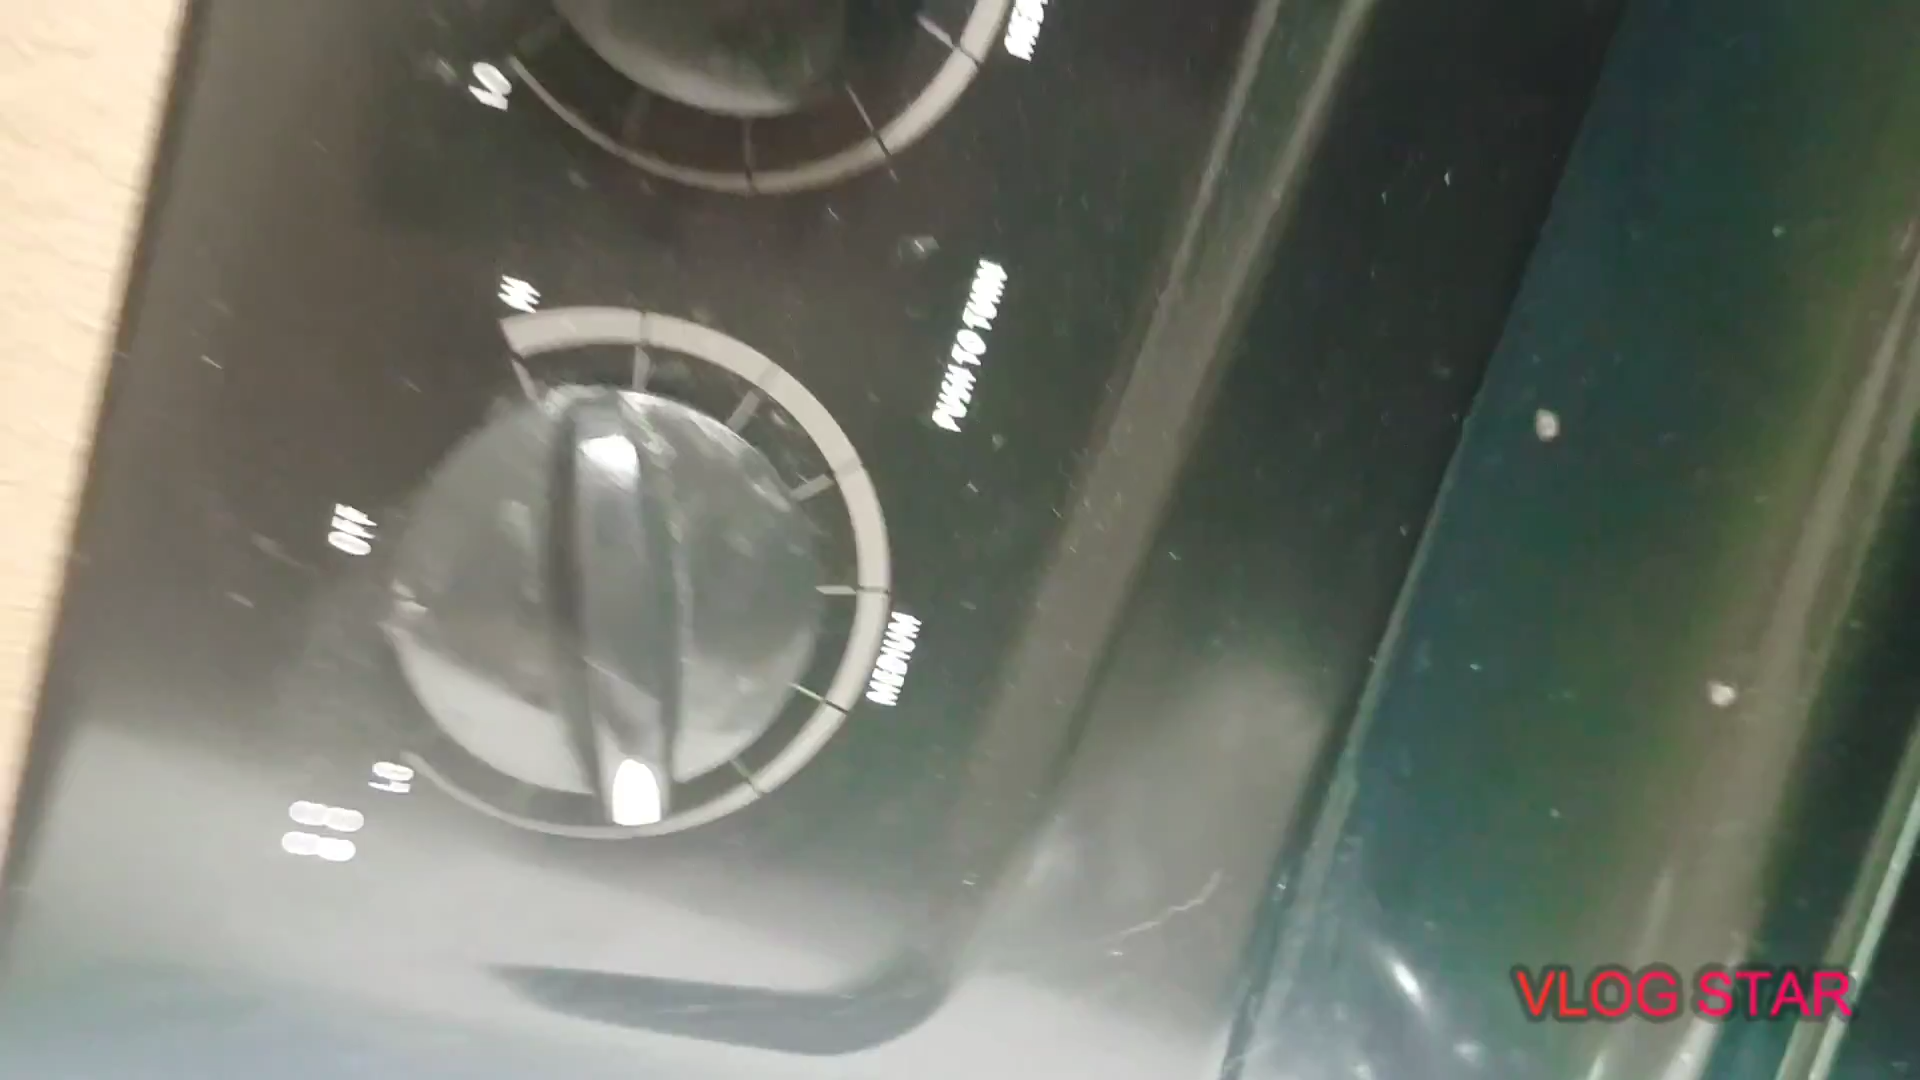 LO
HI
PUSH TO TURN
OFF
MEDIUM
LO
VLOG STAR